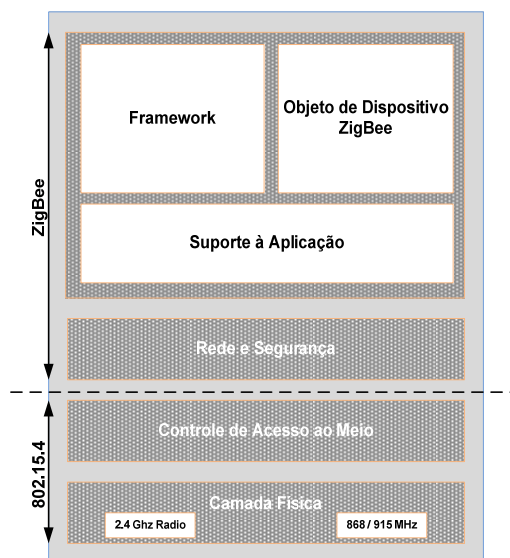 ZigBee
Framework
Objeto de Dispositivo
ZigBee
Suporte à Aplicação
Rede e Segurança
802.15.4
Controle de Acesso ao Meio
Camada Física
2.4 Ghz Radio
868 / 915 MHz